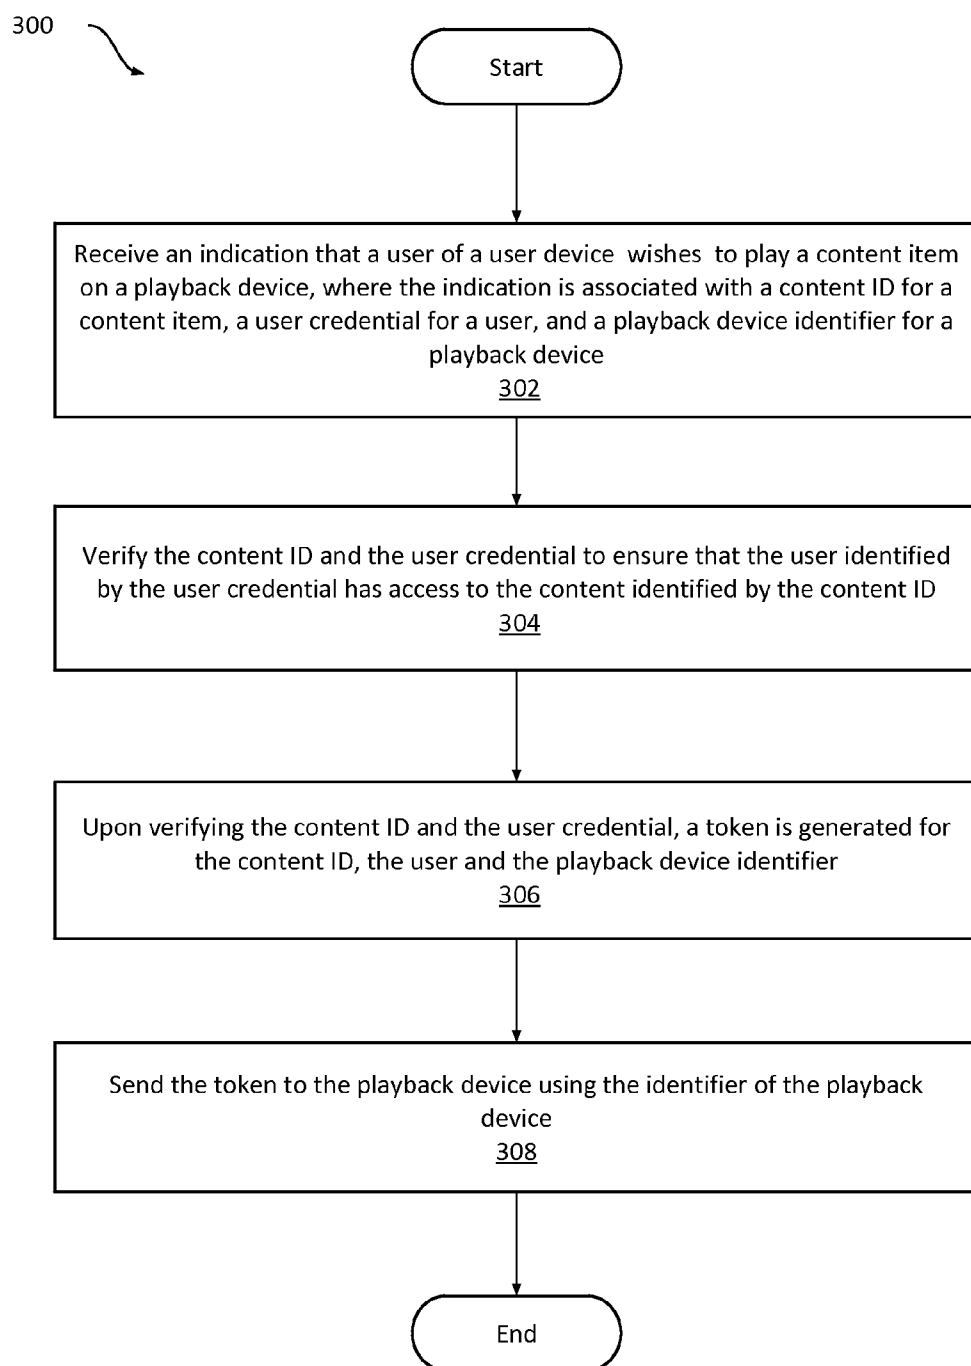 300
Start
Receive an indication that a user of a user device wishes to play a content item
on a playback device, where the indication is associated with a content ID for a
content item, a user credential for a user, and a playback device identifier for a
playback device
302
Verify the content ID and the user credential to ensure that the user identified
by the user credential has access to the content identified by the content ID
304
Upon verifying the content ID and the user credential, a token is generated for
the content ID, the user and the playback device identifier
306
Send the token to the playback device using the identifier of the playback
device
308
End